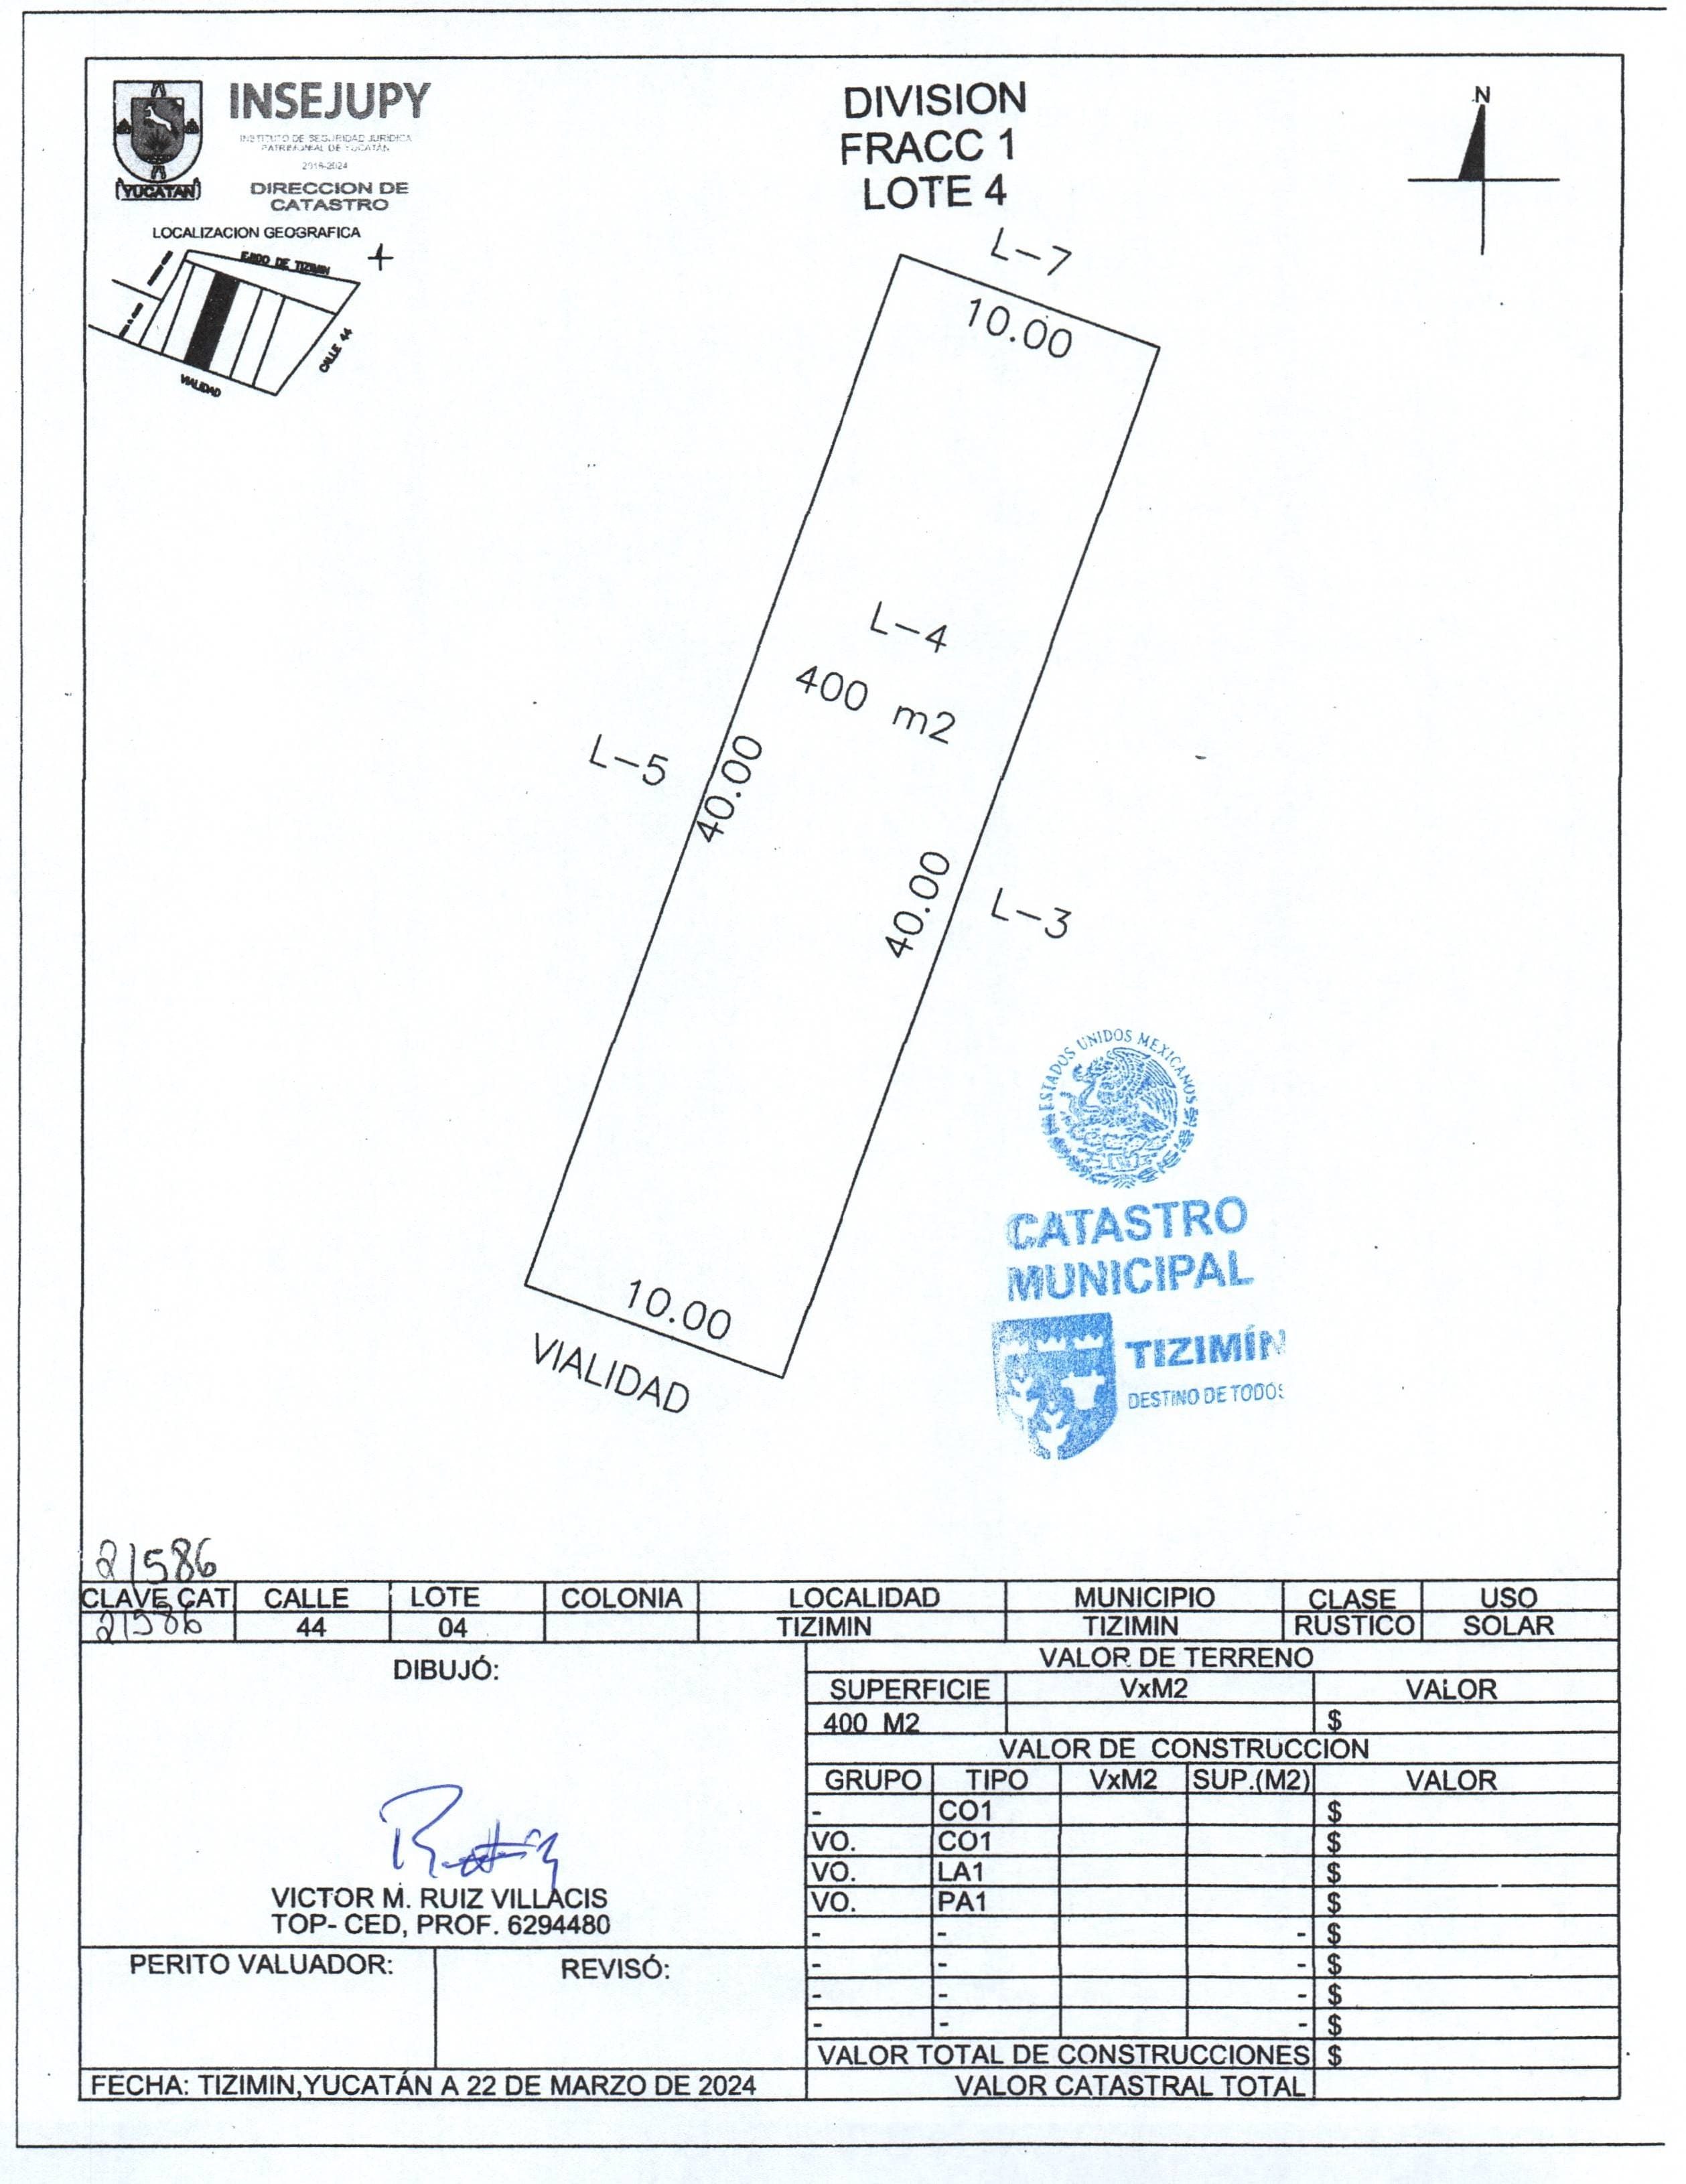 INSEJUPY
INSTITUTO DE SEGURIDAD JURIDICA
PATRIMONIAL DE YUCATÁN
2018-2024
DIRECCION DE
CATASTRO
YUCATAN
LOCALIZACION GEOGRAFICA
EJIDO DE TIZIMIN
CALLE 44
VIALIDAD
DIVISION
FRACC 1
LOTE 4
N
L-7
10.00
L-4
400 m2
L-5
40.00
40.00
L-3
10.00
VIALIDAD
ESTADOS UNIDOS MEXICANOS
CATASTRO
MUNICIPAL
TIZIMÍN
DESTINO DE TODOS
21586
CLAVE CAT CALLE LOTE COLONIA LOCALIDAD MUNICIPIO CLASE USO
21586 44 04 TIZIMIN TIZIMIN RUSTICO SOLAR
DIBUJÓ:
VICTOR M. RUIZ VILLACIS
TOP- CED, PROF. 6294480
PERITO VALUADOR: REVISÓ:
FECHA: TIZIMIN,YUCATÁN A 22 DE MARZO DE 2024
VALOR DE TERRENO
SUPERFICIE VxM2 VALOR
400 M2 $
VALOR DE CONSTRUCCION
GRUPO TIPO VxM2 SUP.(M2) VALOR
- CO1 $
VO. CO1 $
VO. LA1 $
VO. PA1 $
- - - $
- - - $
- - - $
- - - $
VALOR TOTAL DE CONSTRUCCIONES $
VALOR CATASTRAL TOTAL